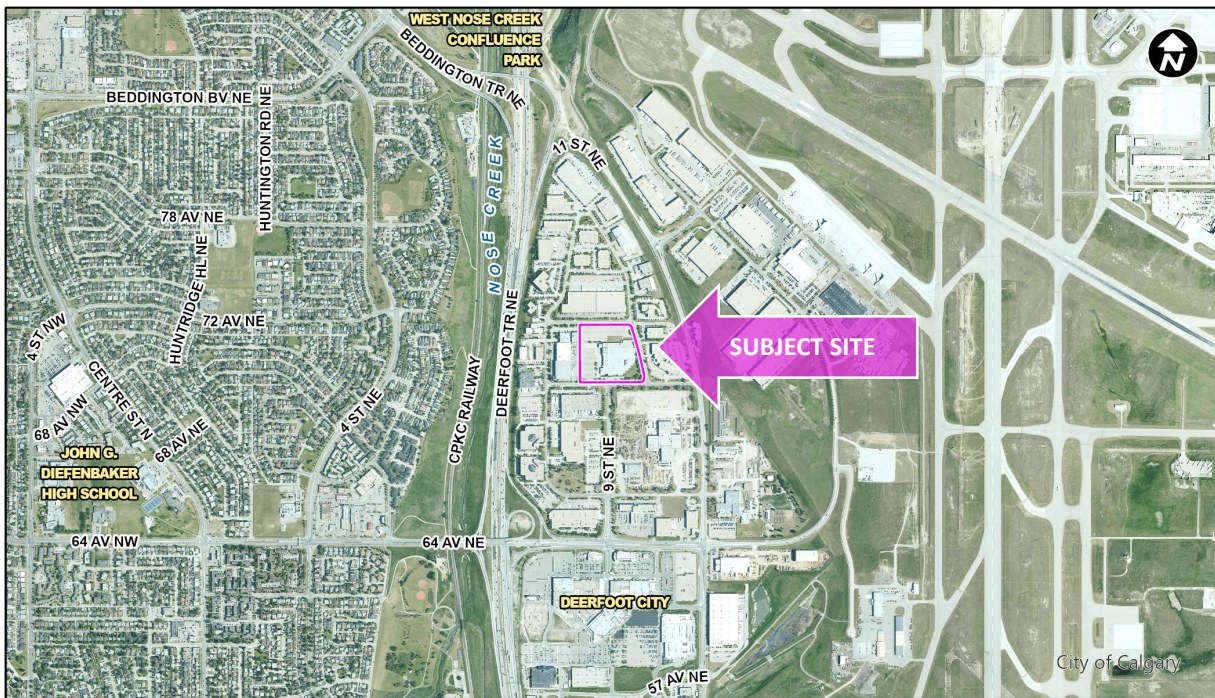 WEST NOSE CREEK
CONFLUENCE
PARK
BEDDINGTON TR NE
N
BEDDINGTON BV NE
HUNTINGTON RD NE
11 ST NE
NOSE CREEK
78 AV NE
HUNTRIDGE HL NE
72 AV NE
DEERFOOT TR NE
SUBJECT SITE
4 ST NW
CENTRE ST N
CPKC RAILWAY
4 ST NE
68 AV NW
68 AV NE
9 ST NE
JOHN G.
DIEFENBAKER
HIGH SCHOOL
64 AV NW
64 AV NE
DEERFOOT CITY
57 AV NE
City of Calgary